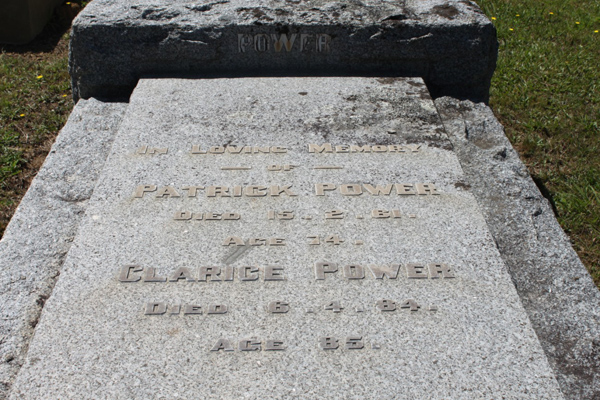 POWER
IN LOVING MEMORY
— OF —
PATRICK POWER
DIED 15.2.81.
AGE 74.
CLARICE POWER
DIED 6.4.84.
AGE 85.